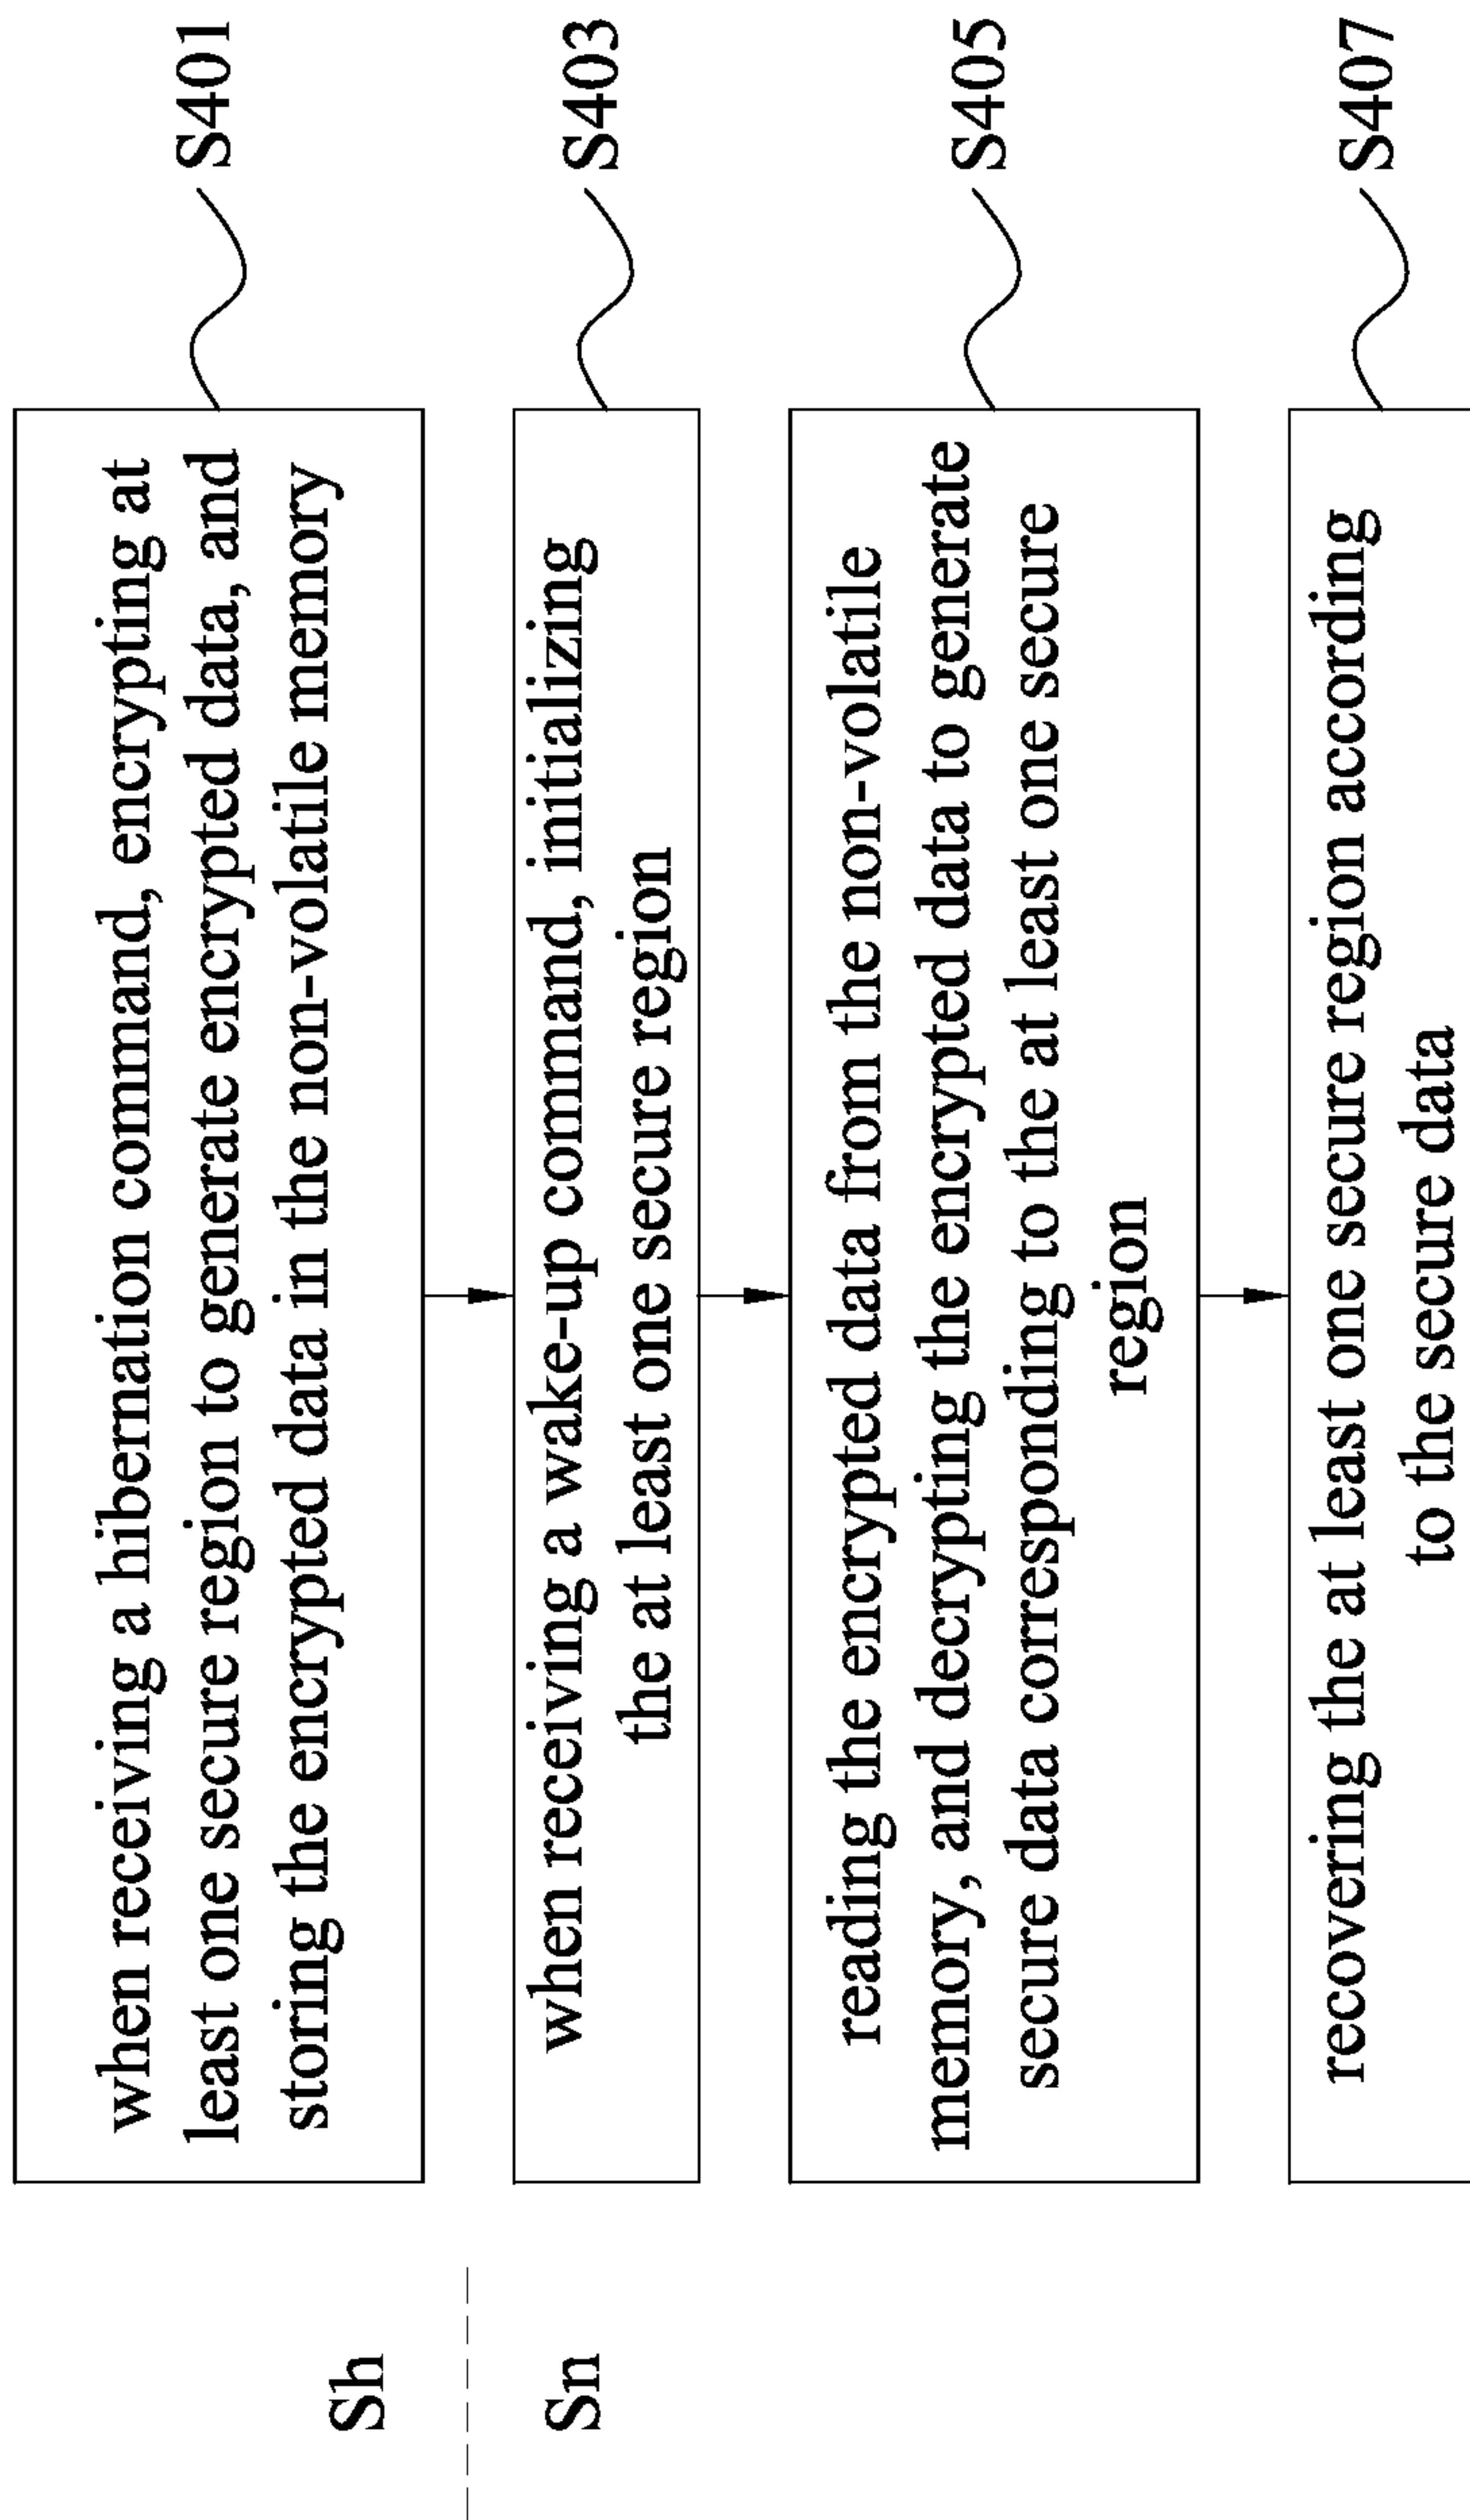 when receiving a hibernation command, encrypting at
least one secure region to generate encrypted data, and
storing the encrypted data in the non-volatile memory
S401
Sh
Sn
when receiving a wake-up command, initializing
the at least one secure region
S403
reading the encrypted data from the non-volatile
memory, and decrypting the encrypted data to generate
secure data corresponding to the at least one secure
region
S405
recovering the at least one secure region according
to the secure data
S407